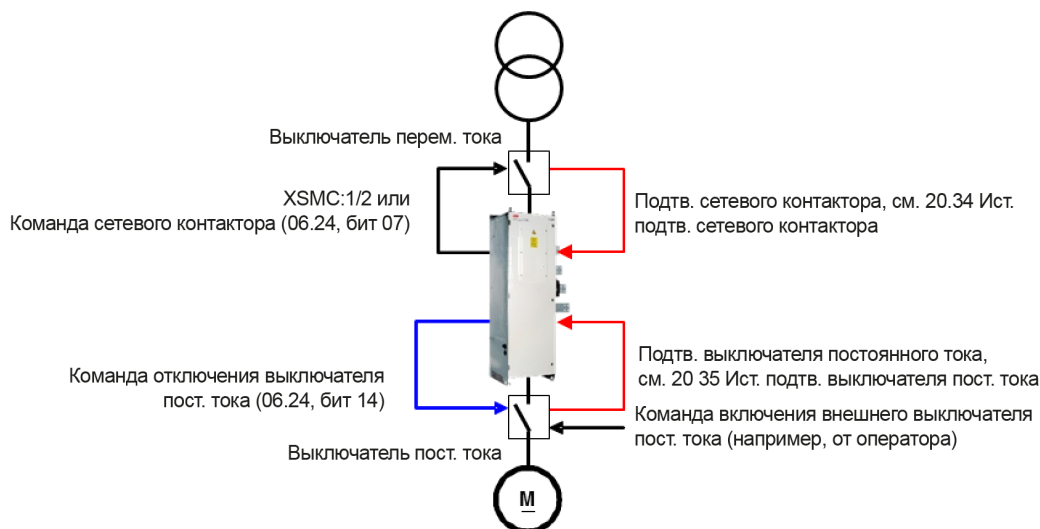 Выключатель перем. тока
XSMC:1/2 или
Команда сетевого контактора (06.24, бит 07)
Подтв. сетевого контактора, см. 20.34 Ист.
подтв. сетевого контактора
Команда отключения выключателя
пост. тока (06.24, бит 14)
Подтв. выключателя постоянного тока,
см. 20 35 Ист. подтв. выключателя пост. тока
Команда включения внешнего выключателя
пост. тока (например, от оператора)
Выключатель пост. тока
M